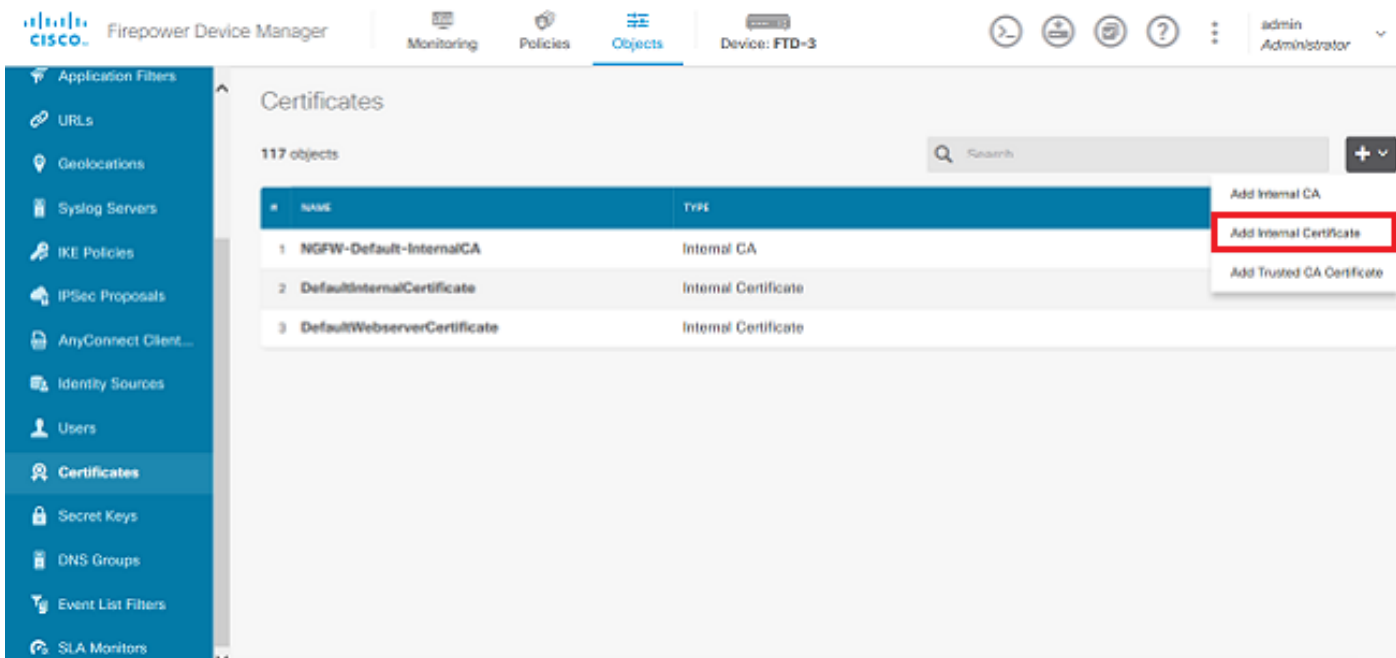 CISCO.
Firepower Device Manager
Monitoring
Policies
Objects
Device: FTD-3
admin
Administrator
Application Filters
URLs
Geolocations
Syslog Servers
IKE Policies
IPSec Proposals
AnyConnect Client...
Identity Sources
Users
Certificates
Secret Keys
DNS Groups
Event List Filters
SLA Monitors
Certificates
117 objects
Search
Add Internal CA
Add Internal Certificate
Add Trusted CA Certificate
# NAME TYPE
1 NGFW-Default-InternalCA Internal CA
2 DefaultInternalCertificate Internal Certificate
3 DefaultWebserverCertificate Internal Certificate